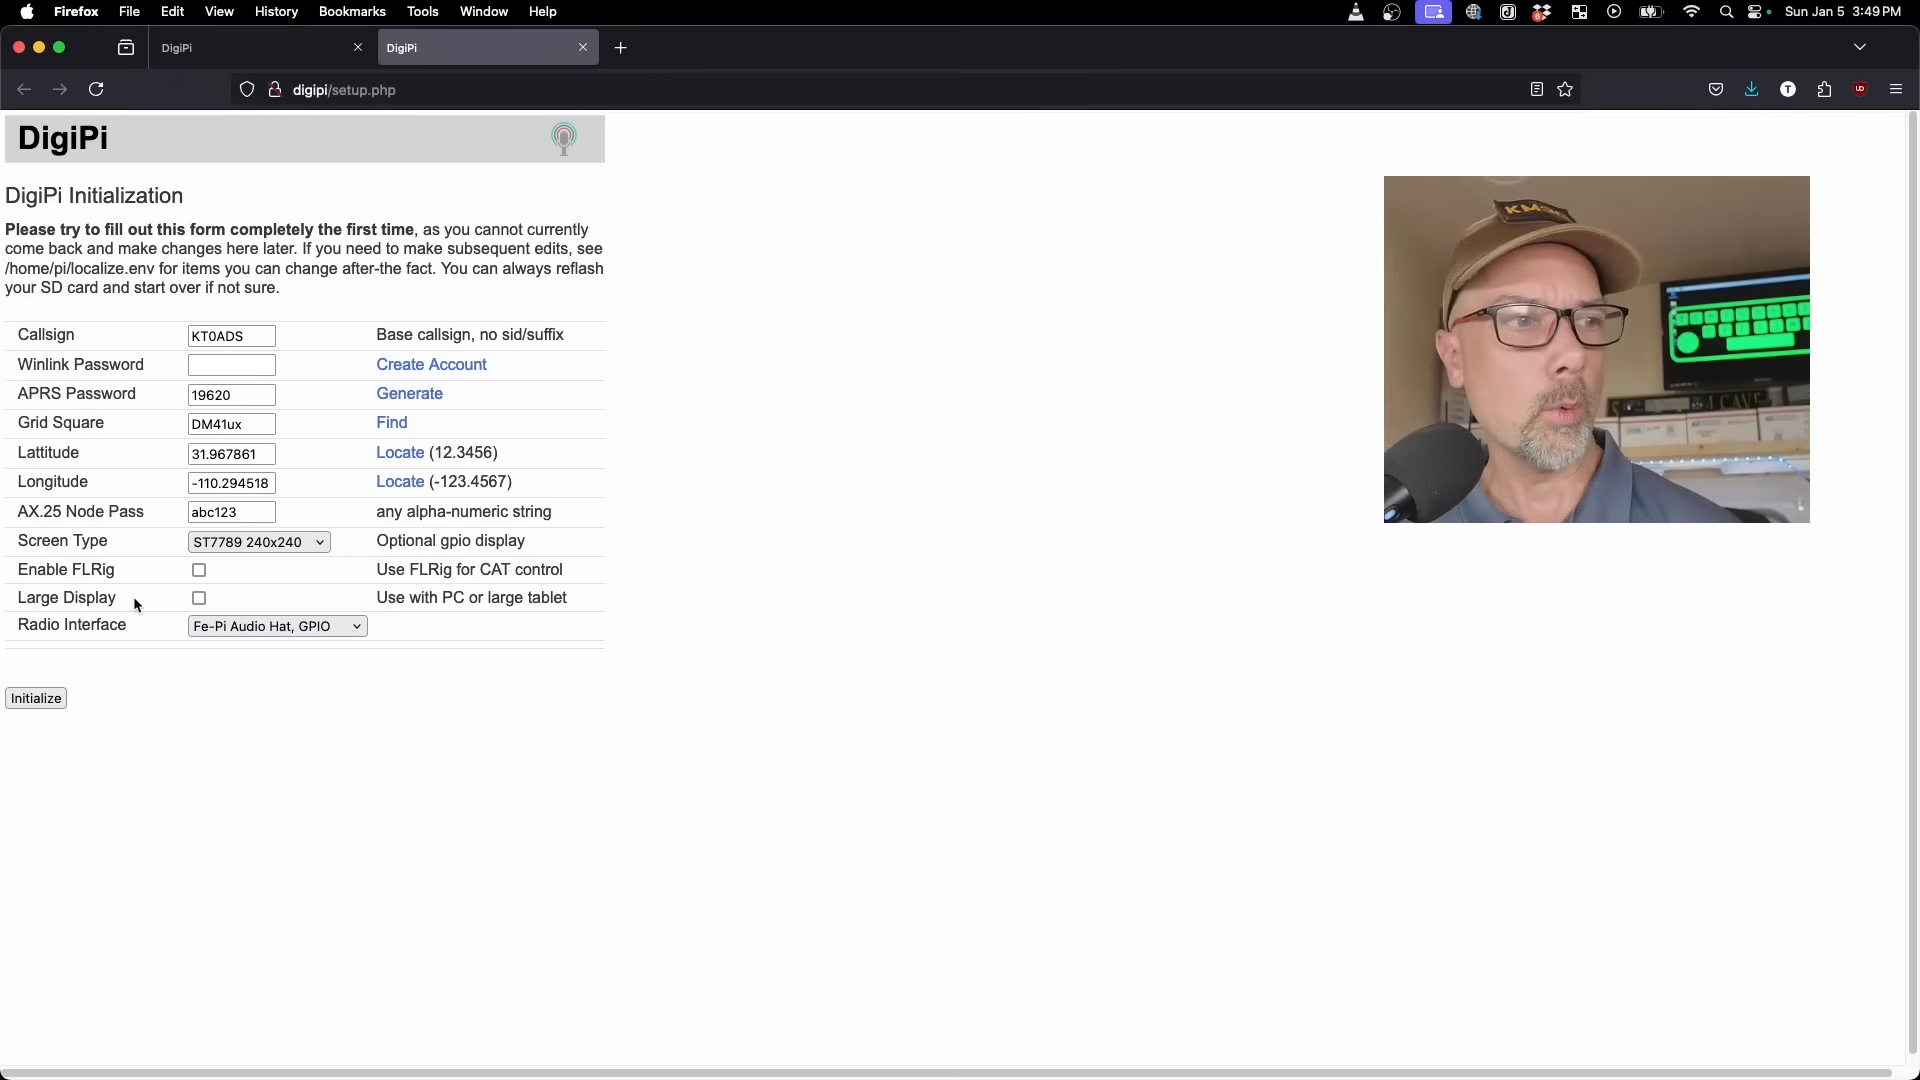 Firefox File Edit View History Bookmarks Tools Window Help Sun Jan 5 3:49 PM
DigiPi
DigiPi
digipi/setup.php
T
DigiPi
DigiPi Initialization
Please try to fill out this form completely the first time, as you cannot currently
come back and make changes here later. If you need to make subsequent edits, see
/home/pi/localize.env for items you can change after-the fact. You can always reflash
your SD card and start over if not sure.
Callsign KT0ADS Base callsign, no sid/suffix
Winlink Password Create Account
APRS Password 19620 Generate
Grid Square DM41ux Find
Lattitude 31.967861 Locate (12.3456)
Longitude -110.294518 Locate (-123.4567)
AX.25 Node Pass abc123 any alpha-numeric string
Screen Type ST7789 240x240 Optional gpio display
Enable FLRig Use FLRig for CAT control
Large Display Use with PC or large tablet
Radio Interface Fe-Pi Audio Hat, GPIO
Initialize